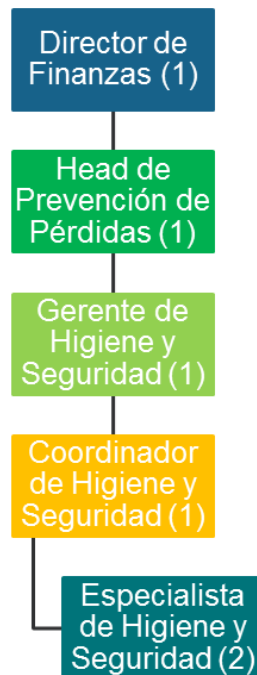 Director de
Finanzas (1)
Head de
Prevención de
Pérdidas (1)
Gerente de
Higiene y
Seguridad (1)
Coordinador
de Higiene y
Seguridad (1)
Especialista
de Higiene y
Seguridad (2)